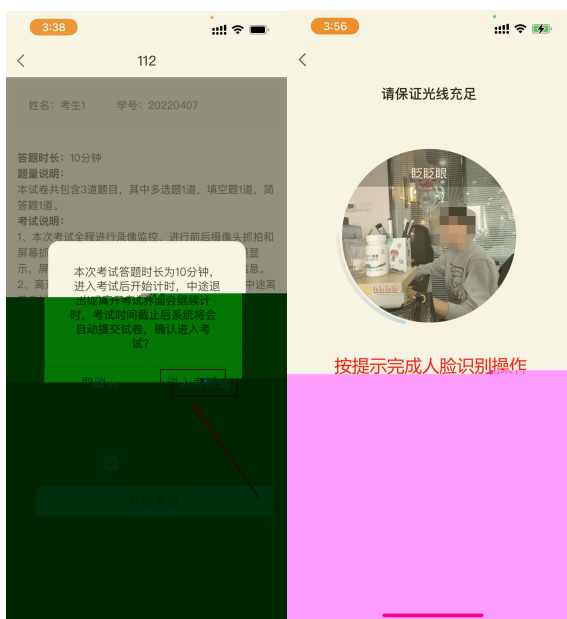 3:38
112
姓名：考生1 学号：20220407
答题时长：10分钟
题量说明：
本试卷共包含3道题目，其中多选题1道，填空题1道，简
答题1道。
考试说明：
1、本次考试全程进行录像监控，进行前后摄像头抓拍和
屏幕抓
显
示，屏
信息。
2、离
中途离
本次考试答题时长为10分钟，
进入考试后开始计时，中途退
出或离开考试界面会继续计
时，考试时间截止后系统将会
自动提交试卷，确认进入考
试？
取消
进入考试
开始考试
3:56
请保证光线充足
眨眨眼
按提示完成人脸识别操作